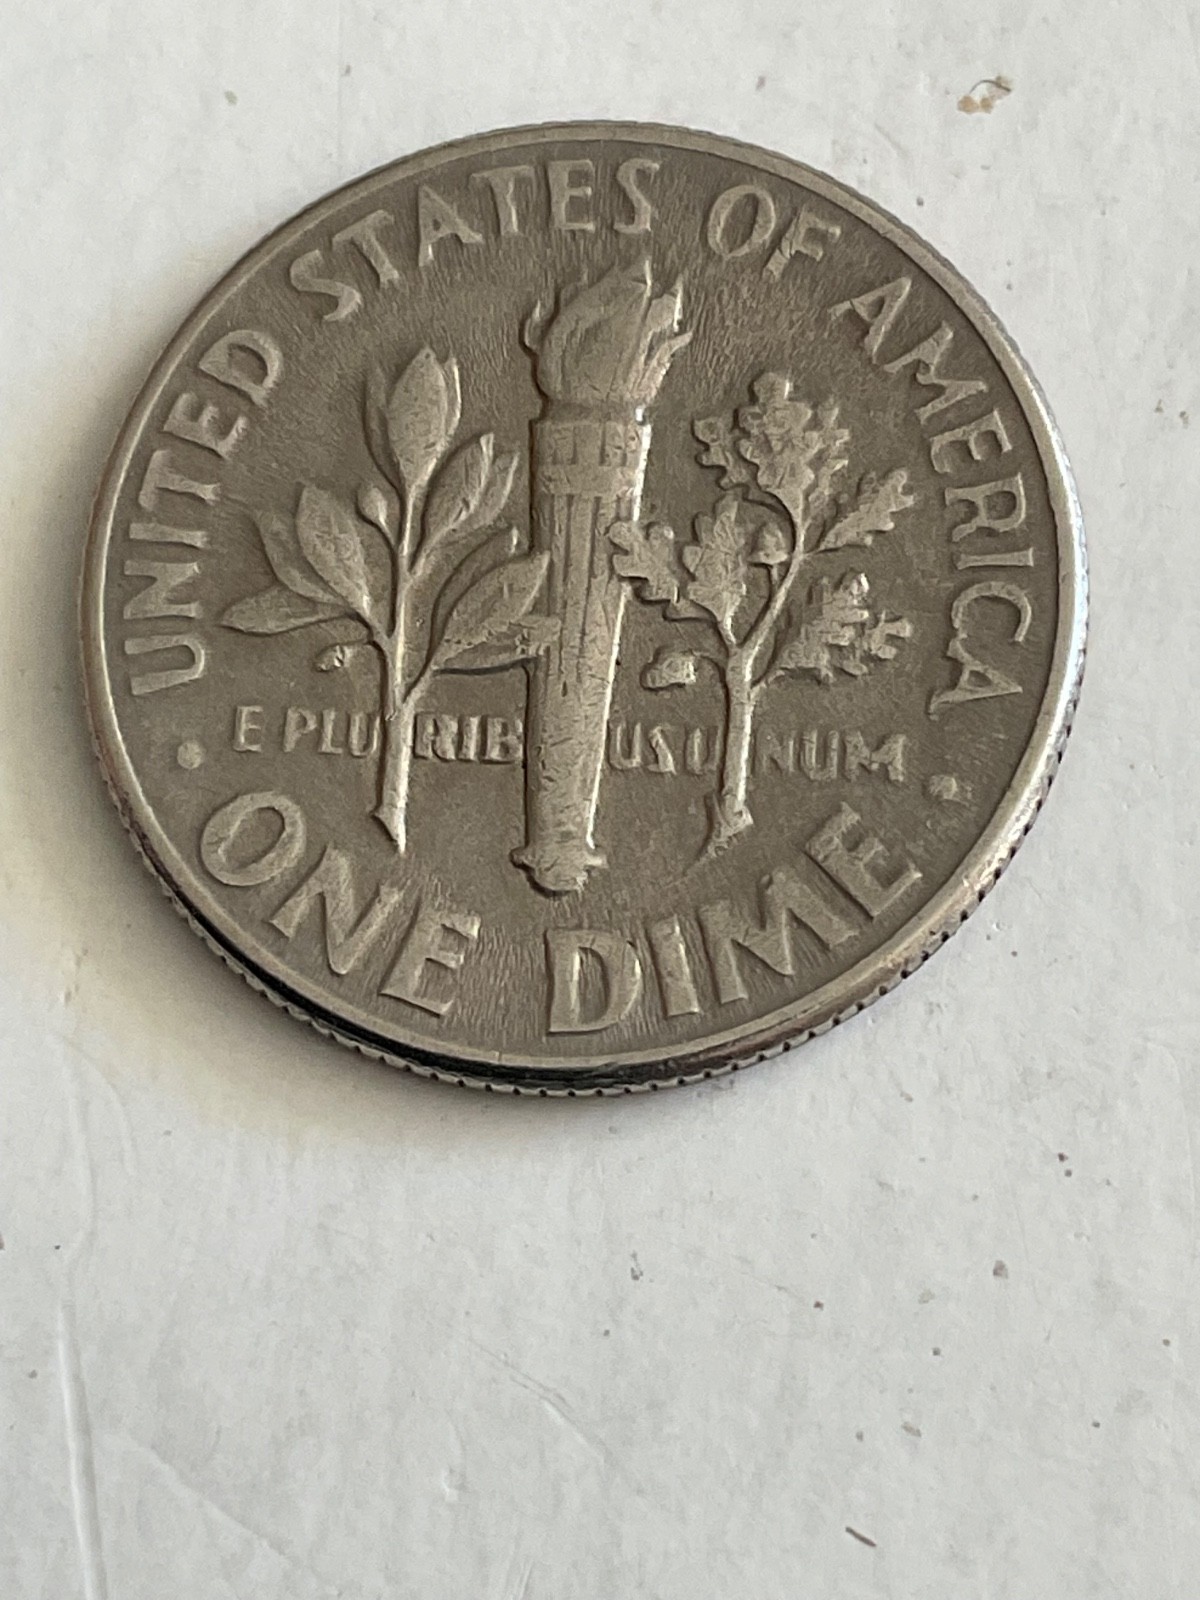 UNITED STATES OF AMERICA
E PLURIBUS UNUM
· ONE DIME ·